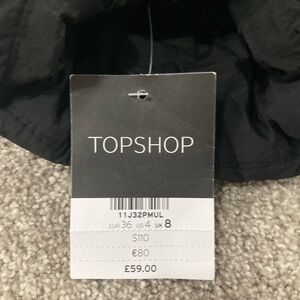 TOPSHOP
11J32PMUL
EUR 36 US 4 UK 8
$110
€80
£59.00